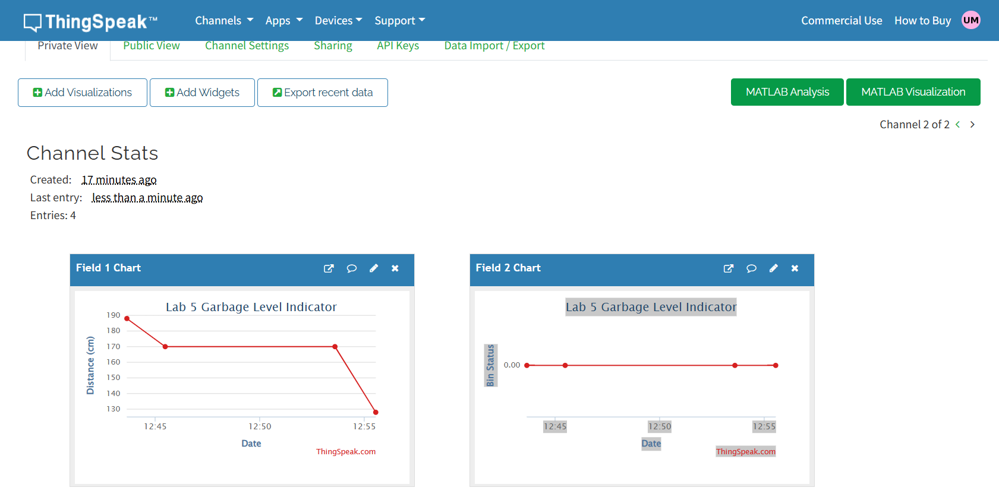 ThingSpeak™ Channels Apps Devices Support Commercial Use How to Buy UM
Private View Public View Channel Settings Sharing API Keys Data Import / Export
Add Visualizations Add Widgets Export recent data MATLAB Analysis MATLAB Visualization
Channel 2 of 2
Channel Stats
Created: 17 minutes ago
Last entry: less than a minute ago
Entries: 4
Field 1 Chart
Lab 5 Garbage Level Indicator
Distance (cm)
190
180
170
160
150
140
130
12:45 12:50 12:55
Date
ThingSpeak.com
Field 2 Chart
Lab 5 Garbage Level Indicator
Bin Status
0.00
12:45 12:50 12:55
Date
ThingSpeak.com